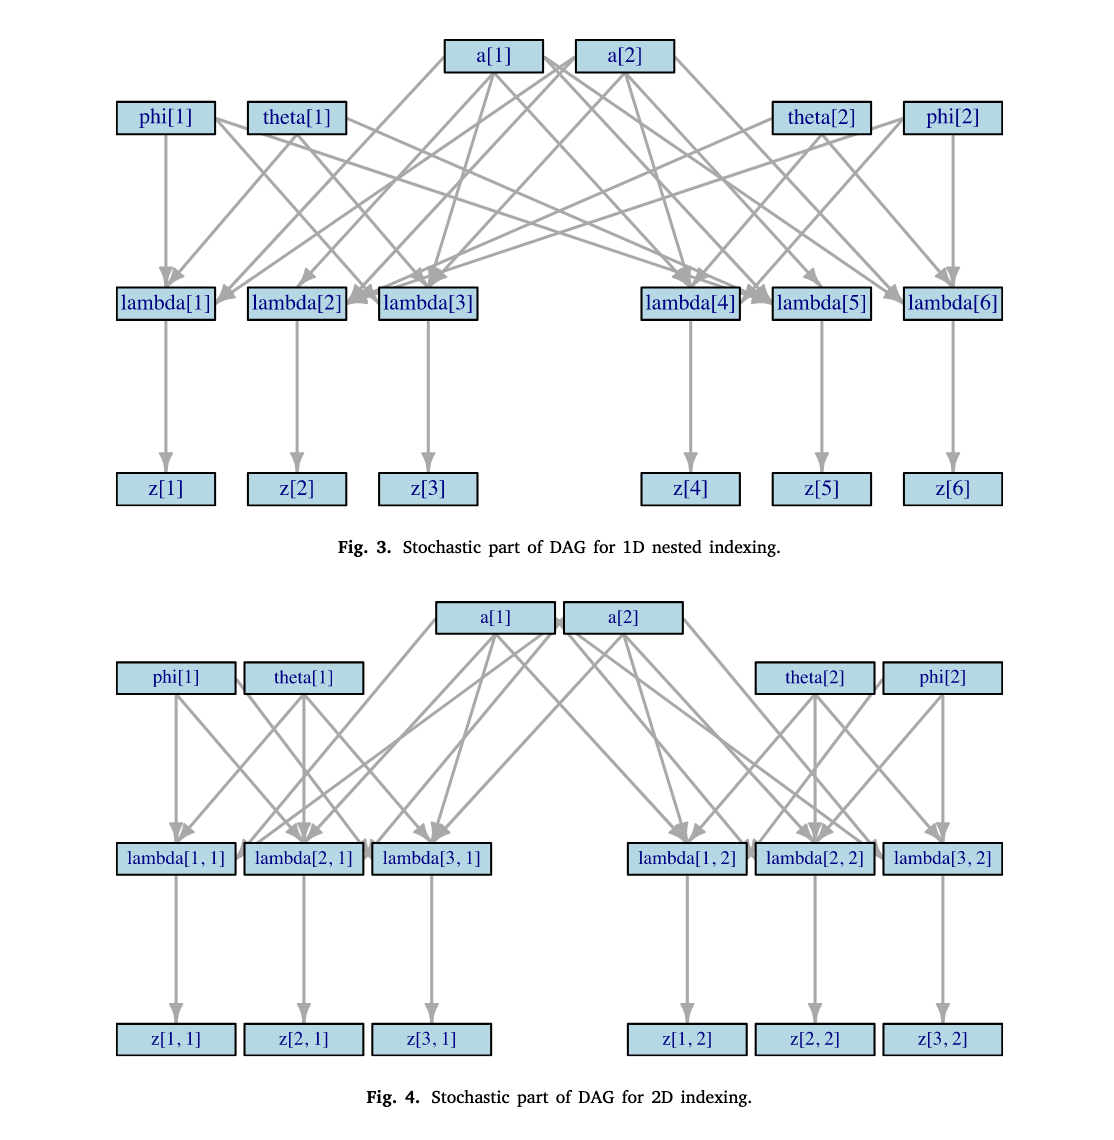 a[1] a[2]
phi[1] theta[1] theta[2] phi[2]
lambda[1] lambda[2] lambda[3] lambda[4] lambda[5] lambda[6]
z[1] z[2] z[3] z[4] z[5] z[6]
Fig. 3. Stochastic part of DAG for 1D nested indexing.
a[1] a[2]
phi[1] theta[1] theta[2] phi[2]
lambda[1, 1] lambda[2, 1] lambda[3, 1] lambda[1, 2] lambda[2, 2] lambda[3, 2]
z[1, 1] z[2, 1] z[3, 1] z[1, 2] z[2, 2] z[3, 2]
Fig. 4. Stochastic part of DAG for 2D indexing.